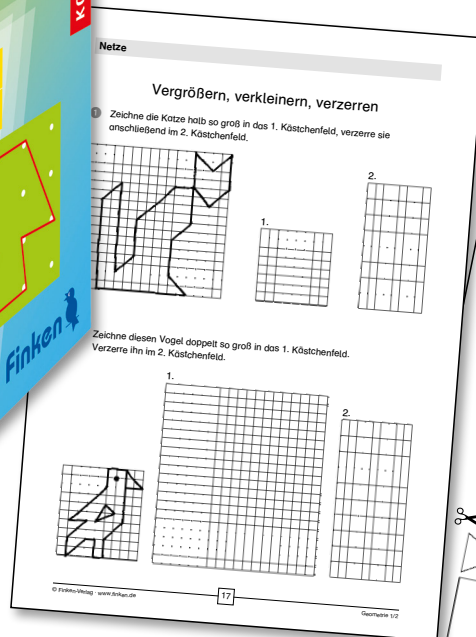 KO
Netze
Vergrößern, verkleinern, verzerren
1 Zeichne die Katze halb so groß in das 1. Kästchenfeld, verzerre sie
anschließend im 2. Kästchenfeld.
2.
1.
Finken
Zeichne diesen Vogel doppelt so groß in das 1. Kästchenfeld.
Verzerre ihn im 2. Kästchenfeld.
1.
2.
© Finken-Verlag · www.finken.de
17
Geometrie 1/2